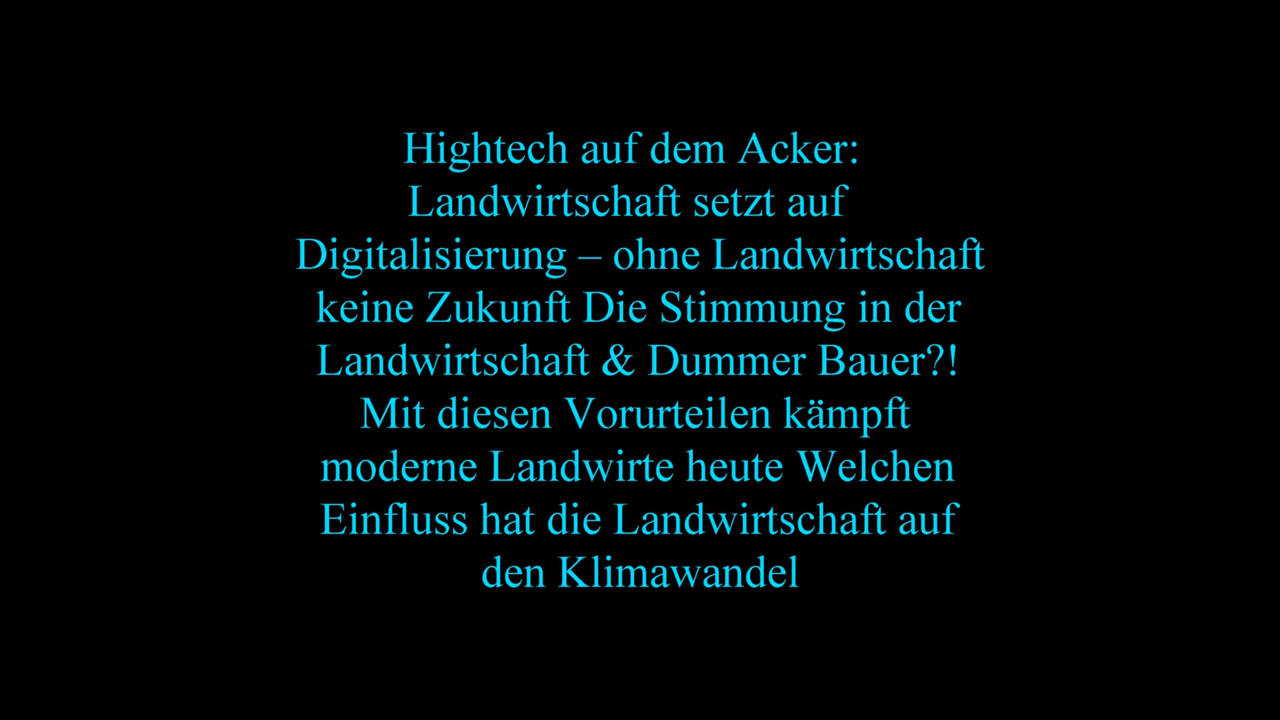 Hightech auf dem Acker:
Landwirtschaft setzt auf
Digitalisierung – ohne Landwirtschaft
keine Zukunft Die Stimmung in der
Landwirtschaft & Dummer Bauer?!
Mit diesen Vorurteilen kämpft
moderne Landwirte heute Welchen
Einfluss hat die Landwirtschaft auf
den Klimawandel